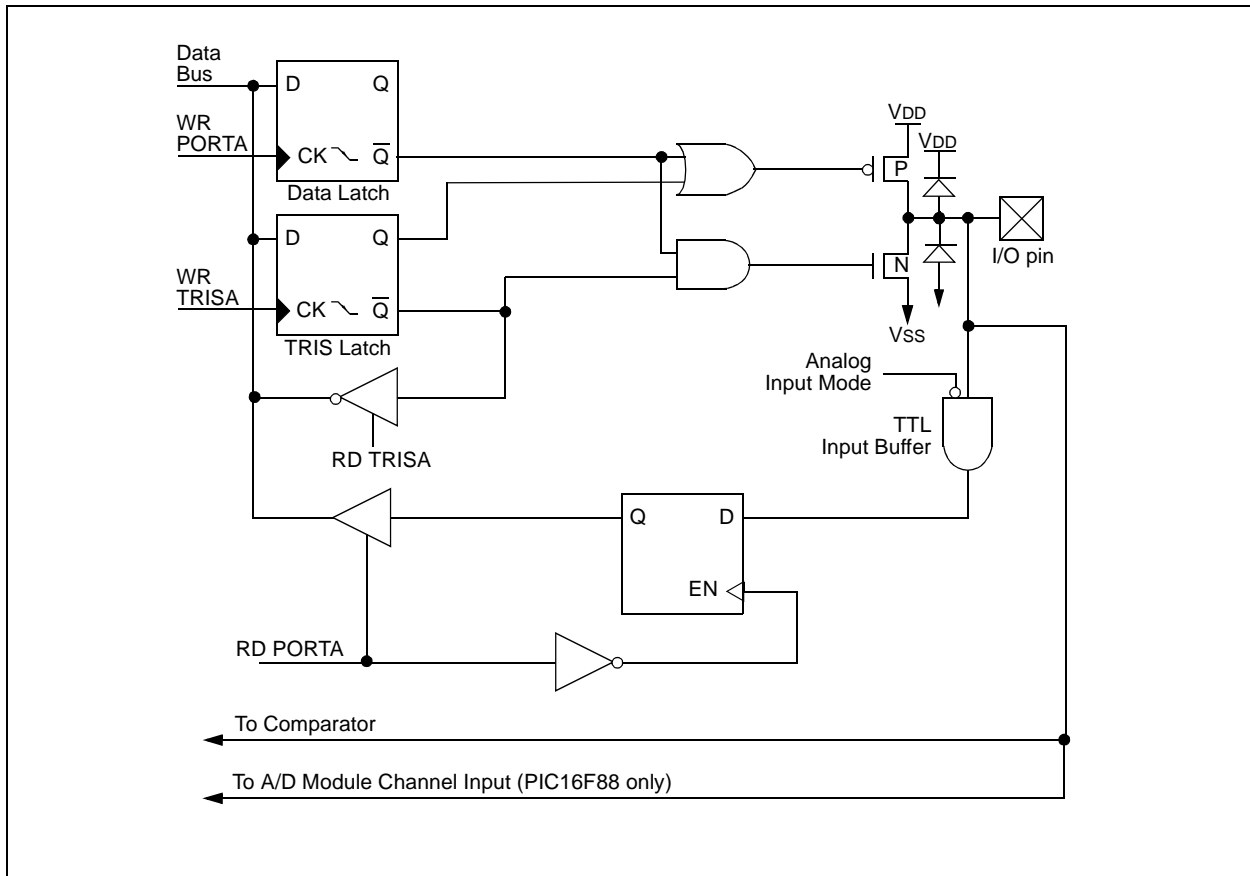 Data
Bus
D
Q
WR
PORTA
CK
Q̅
Data Latch
D
Q
WR
TRISA
CK
Q̅
TRIS Latch
RD TRISA
VDD
VDD
P
N
VSS
I/O pin
Analog
Input Mode
TTL
Input Buffer
Q
D
EN
RD PORTA
To Comparator
To A/D Module Channel Input (PIC16F88 only)